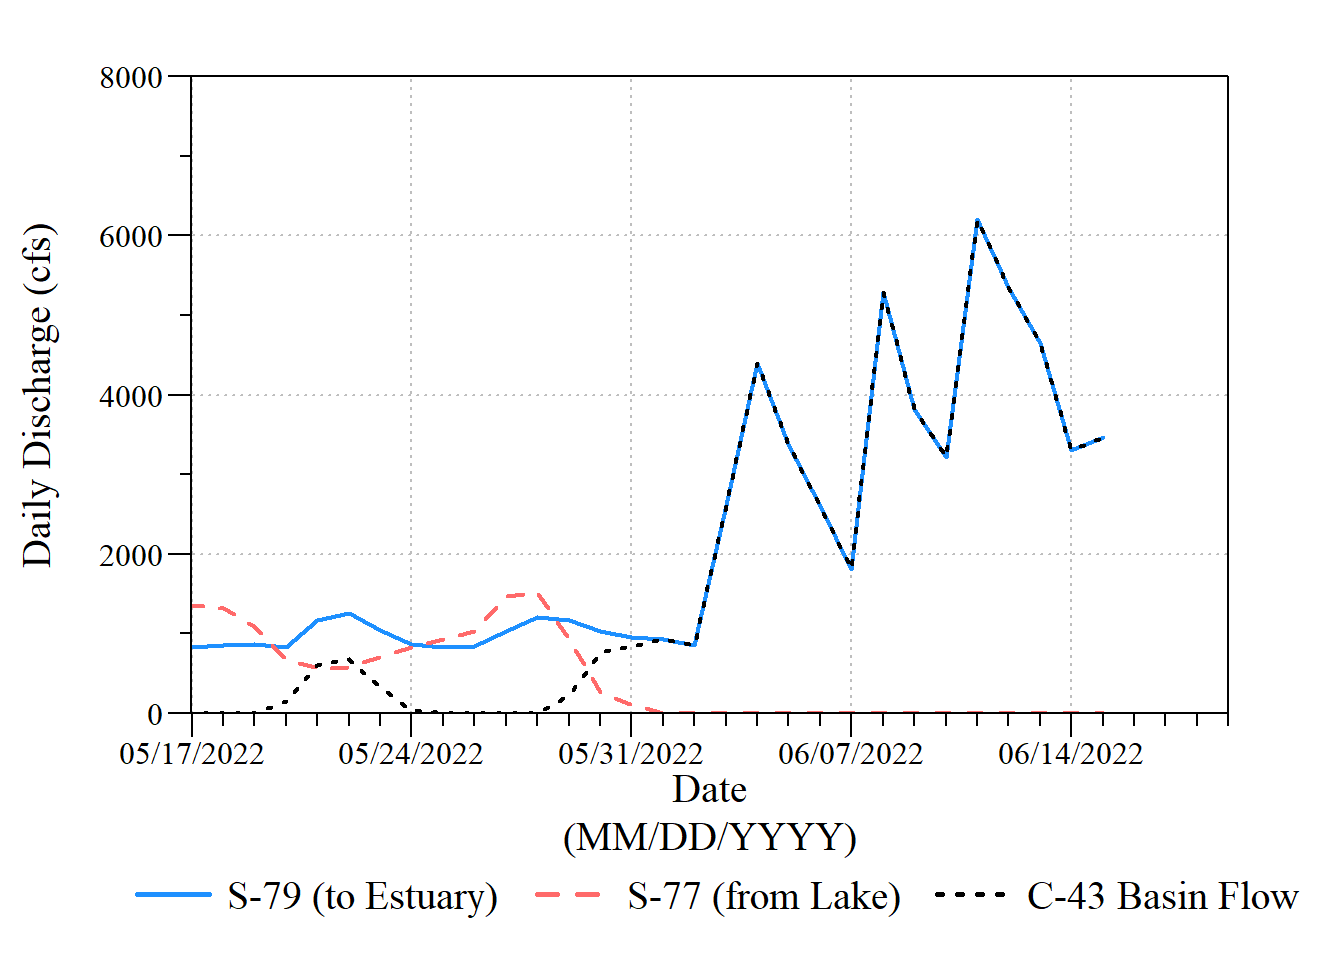 8000
6000
4000
2000
0
Daily Discharge (cfs)
05/17/2022 05/24/2022 05/31/2022 06/07/2022 06/14/2022
Date
(MM/DD/YYYY)
S-79 (to Estuary) S-77 (from Lake) C-43 Basin Flow